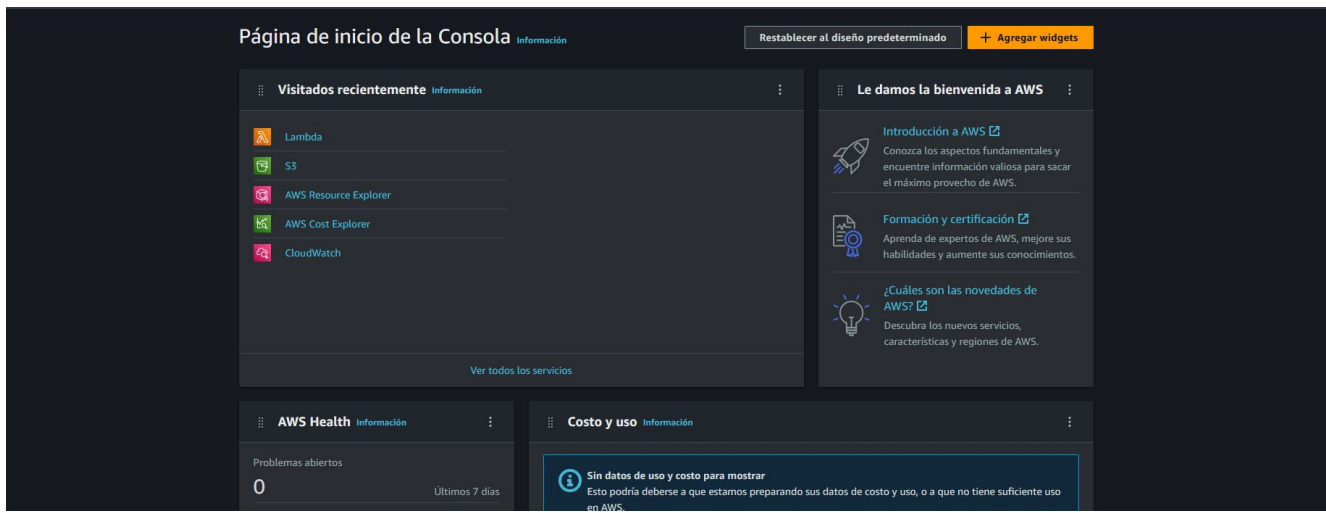 Página de inicio de la Consola Información
Restablecer al diseño predeterminado
+ Agregar widgets
Visitados recientemente Información
Lambda
S3
AWS Resource Explorer
AWS Cost Explorer
CloudWatch
Ver todos los servicios
Le damos la bienvenida a AWS
Introducción a AWS
Conozca los aspectos fundamentales y
encuentre información valiosa para sacar
el máximo provecho de AWS.
Formación y certificación
Aprenda de expertos de AWS, mejore sus
habilidades y aumente sus conocimientos.
¿Cuáles son las novedades de
AWS?
Descubra los nuevos servicios,
características y regiones de AWS.
AWS Health Información
Problemas abiertos
0
Últimos 7 días
Costo y uso Información
Sin datos de uso y costo para mostrar
Esto podría deberse a que estamos preparando sus datos de costo y uso, o a que no tiene suficiente uso
en AWS.